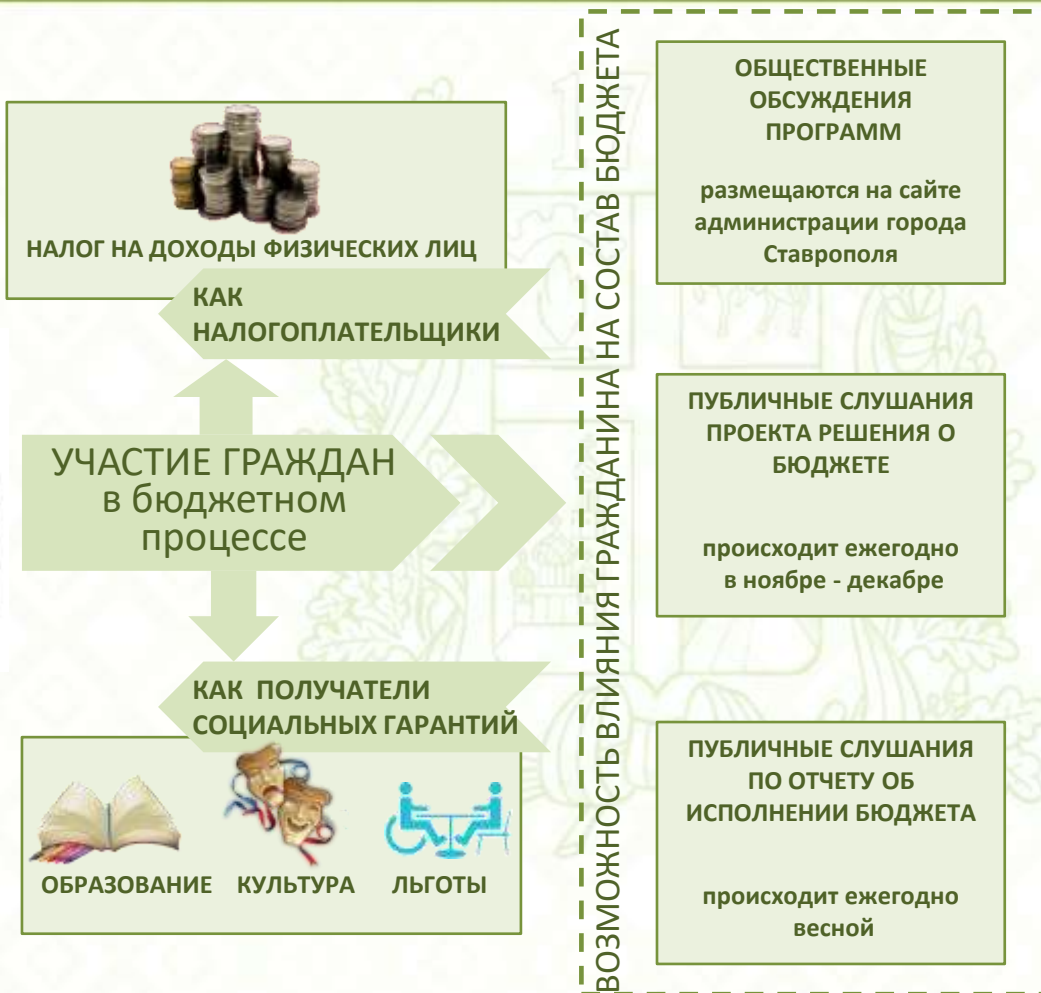 НАЛОГ НА ДОХОДЫ ФИЗИЧЕСКИХ ЛИЦ
КАК
НАЛОГОПЛАТЕЛЬЩИКИ
УЧАСТИЕ ГРАЖДАН
в бюджетном
процессе
КАК ПОЛУЧАТЕЛИ
СОЦИАЛЬНЫХ ГАРАНТИЙ
ОБРАЗОВАНИЕ КУЛЬТУРА ЛЬГОТЫ
ВОЗМОЖНОСТЬ ВЛИЯНИЯ ГРАЖДАНИНА НА СОСТАВ БЮДЖЕТА
ОБЩЕСТВЕННЫЕ
ОБСУЖДЕНИЯ
ПРОГРАММ
размещаются на сайте
администрации города
Ставрополя
ПУБЛИЧНЫЕ СЛУШАНИЯ
ПРОЕКТА РЕШЕНИЯ О
БЮДЖЕТЕ
происходит ежегодно
в ноябре - декабре
ПУБЛИЧНЫЕ СЛУШАНИЯ
ПО ОТЧЕТУ ОБ
ИСПОЛНЕНИИ БЮДЖЕТА
происходит ежегодно
весной